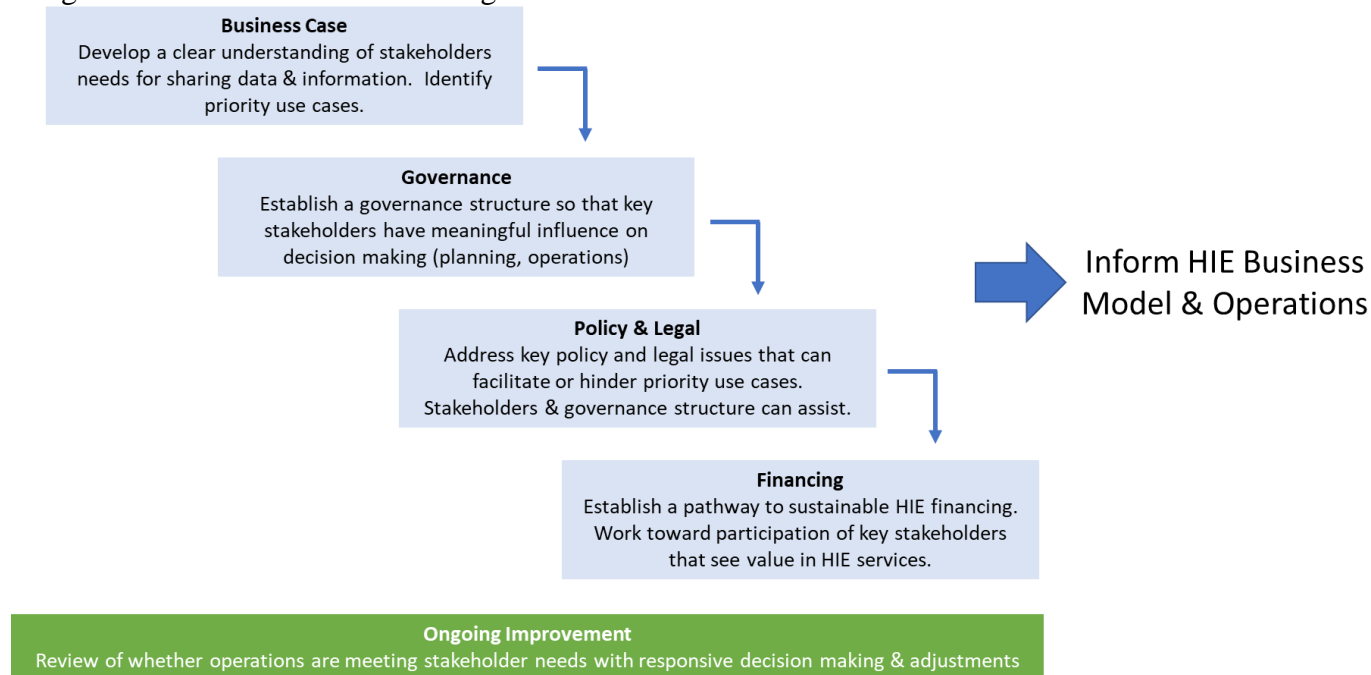 Business Case
Develop a clear understanding of stakeholders
needs for sharing data & information.  Identify
priority use cases.
Governance
Establish a governance structure so that key
stakeholders have meaningful influence on
decision making (planning, operations)
Policy & Legal
Address key policy and legal issues that can
facilitate or hinder priority use cases.
Stakeholders & governance structure can assist.
Financing
Establish a pathway to sustainable HIE financing.
Work toward participation of key stakeholders
that see value in HIE services.
Inform HIE Business
Model & Operations
Ongoing Improvement
Review of whether operations are meeting stakeholder needs with responsive decision making & adjustments